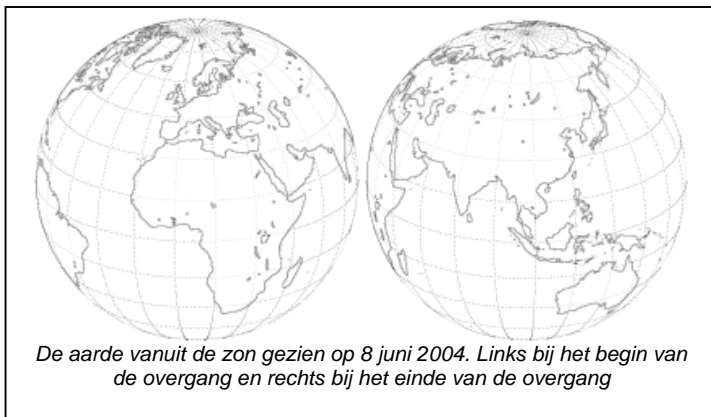 De aarde vanuit de zon gezien op 8 juni 2004. Links bij het begin van
de overgang en rechts bij het einde van de overgang